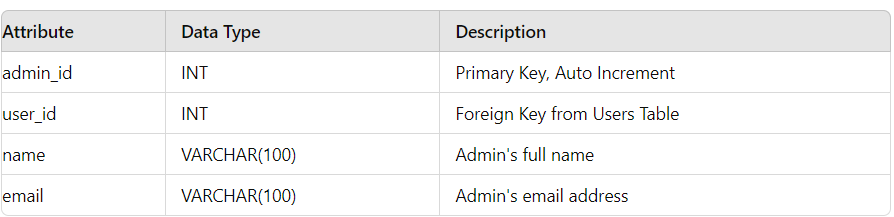 Attribute Data Type Description
admin_id INT Primary Key, Auto Increment
user_id INT Foreign Key from Users Table
name VARCHAR(100) Admin's full name
email VARCHAR(100) Admin's email address